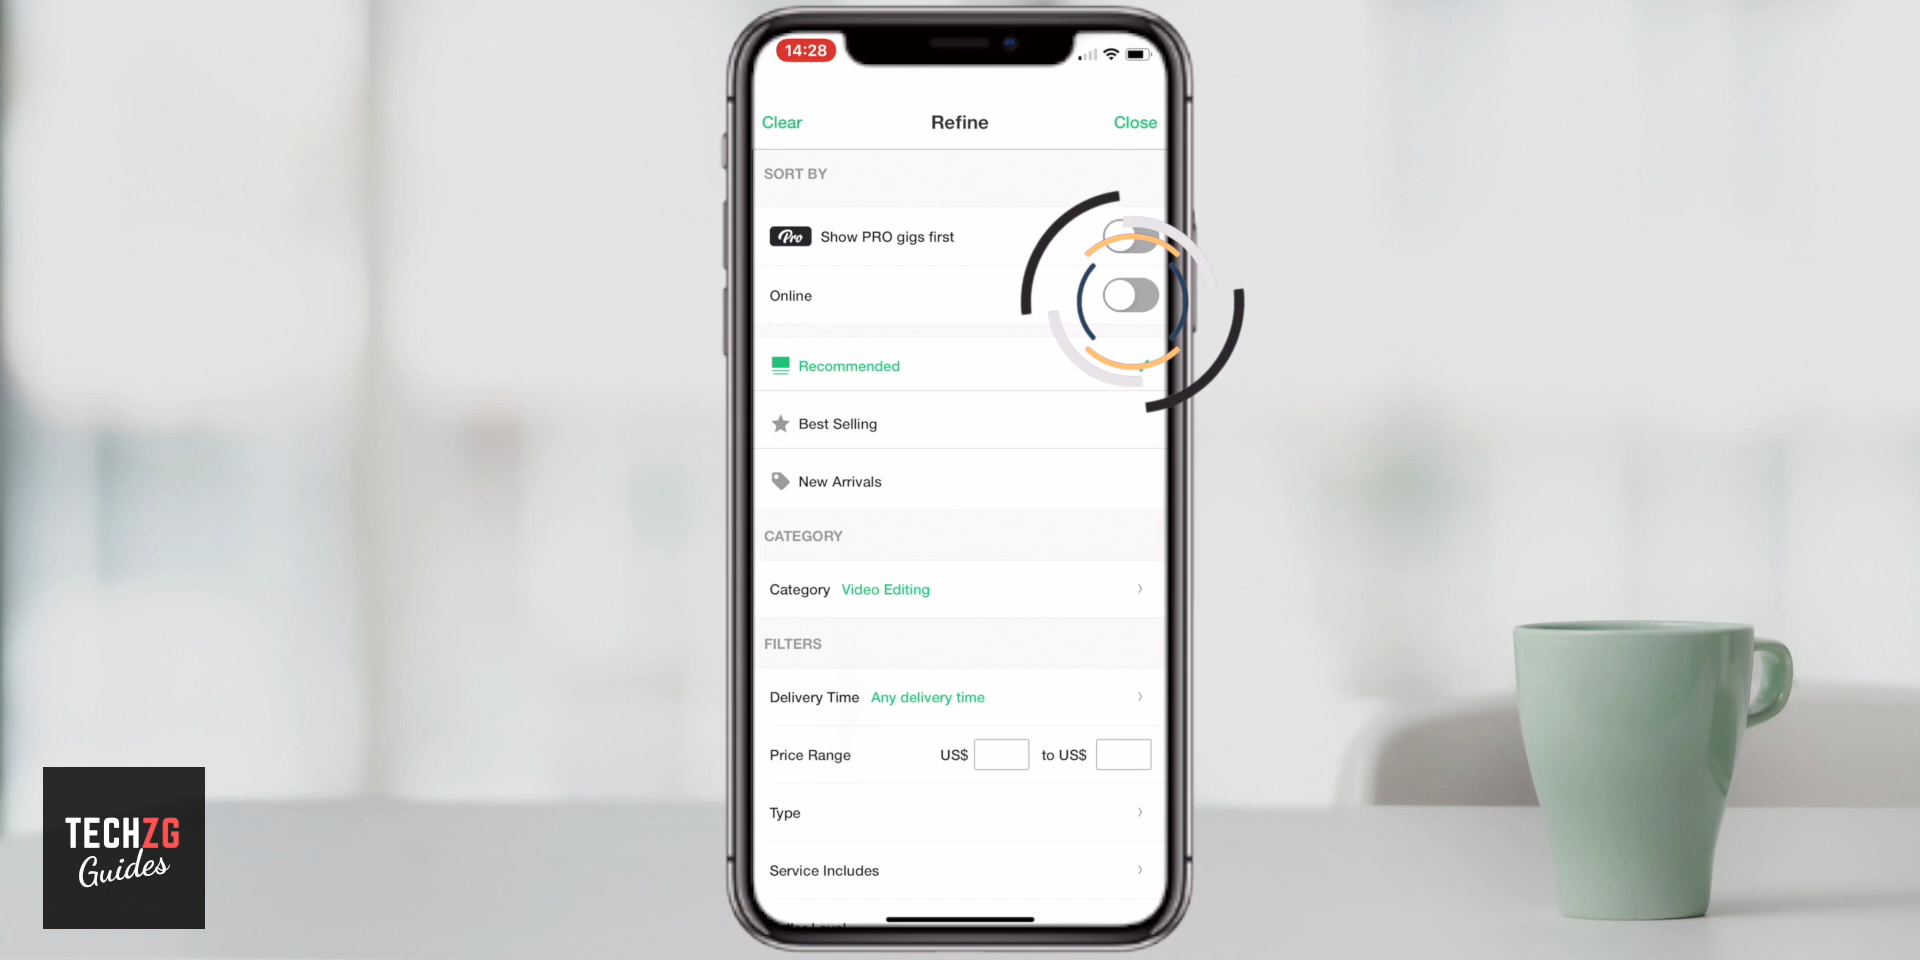 14:28
Clear
Refine
Close
SORT BY
Pro Show PRO gigs first
Online
Recommended
Best Selling
New Arrivals
CATEGORY
Category Video Editing
FILTERS
Delivery Time Any delivery time
Price Range US$ to US$
Type
Service Includes
TECHZG
Guides